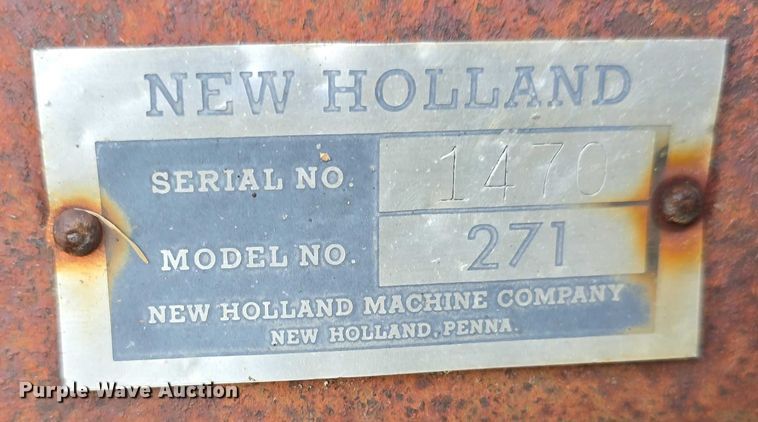 NEW HOLLAND
SERIAL NO. 1470
MODEL NO. 271
NEW HOLLAND MACHINE COMPANY
NEW HOLLAND, PENNA.
Purple Wave Auction